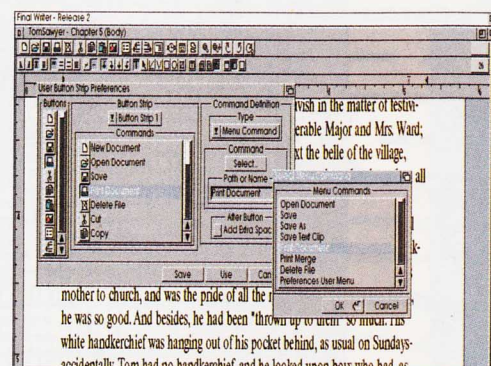 Final Writer - Release 2
TomSawyer - Chapter 5 (Body)
User Button Strip Preferences
Buttons
Button Strip
Button Strip 1
Commands
New Document
Open Document
Save
Print Document
Delete File
Cut
Copy
Command Definition
Type
Menu Command
Command
Select...
Path or Name
Print Document
After Button
Add Extra Spac
Save
Use
Can
Menu Commands
Open Document
Save
Save As
Save Text Clip
Print Merge
Delete File
Preferences User Menu
OK
Cancel
vish in the matter of festivi-
erable Major and Mrs. Ward;
xt the belle of the village,
all
mother to church, and was the pride of all the
he was so good. And besides, he had been "thrown up to them" so much. His
white handkerchief was hanging out of his pocket behind, as usual on Sundays-
accidentally. Tom had no handkerchief, and he looked upon boys who had, as